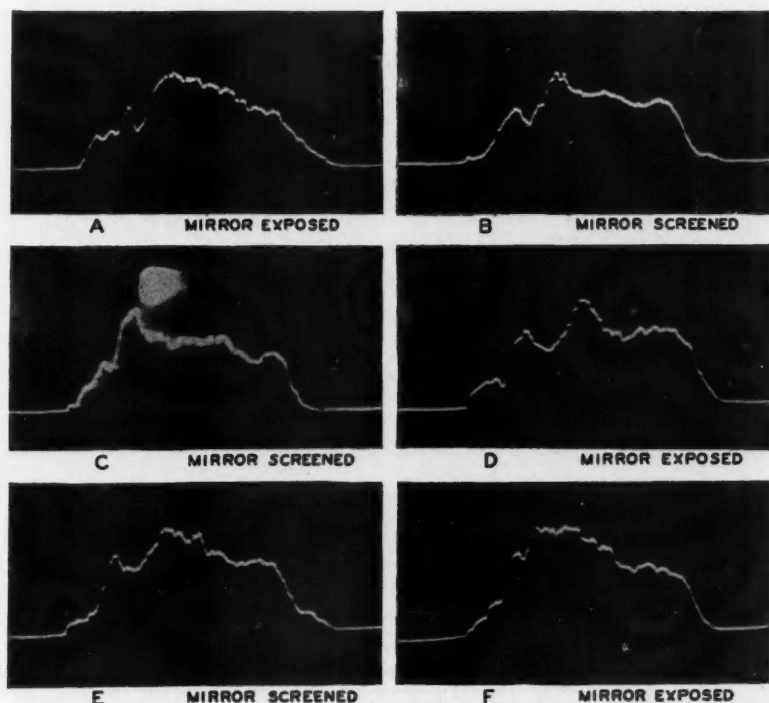 A MIRROR EXPOSED
B MIRROR SCREENED
C MIRROR SCREENED
D MIRROR EXPOSED
E MIRROR SCREENED
F MIRROR EXPOSED